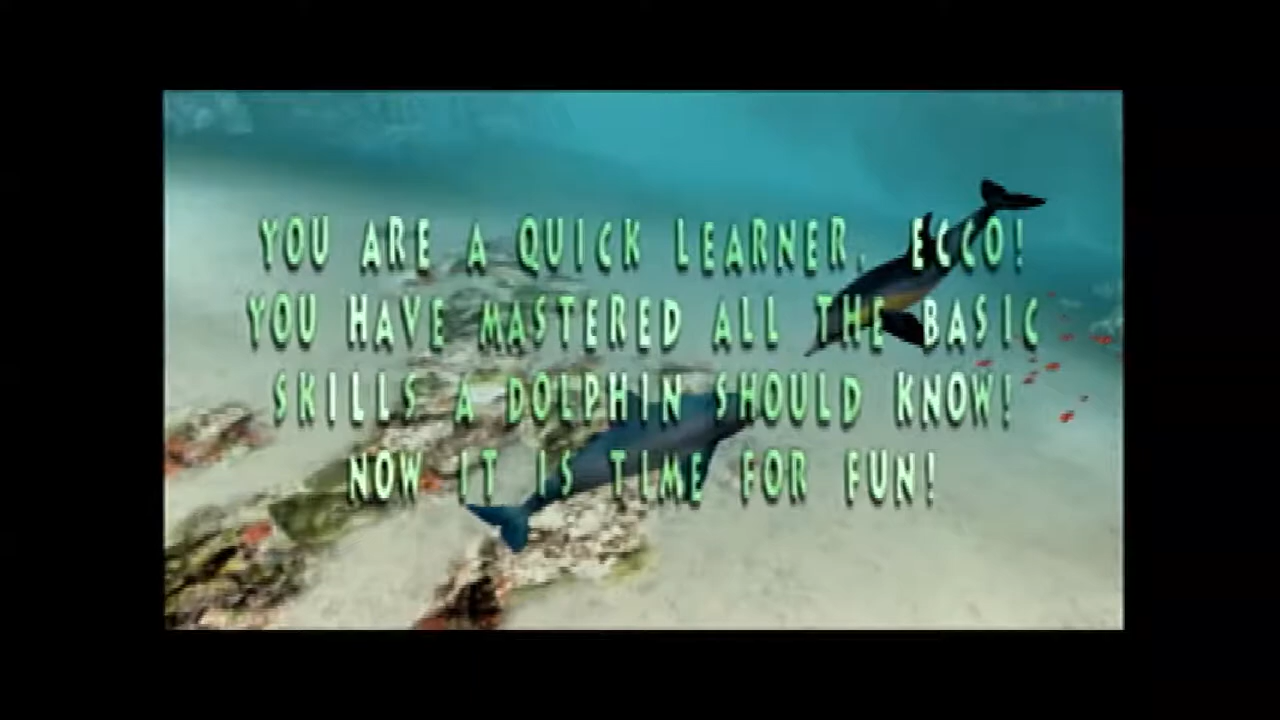 YOU ARE A QUICK LEARNER, ECCO!
YOU HAVE MASTERED ALL THE BASIC
SKILLS A DOLPHIN SHOULD KNOW!
NOW IT IS TIME FOR FUN!